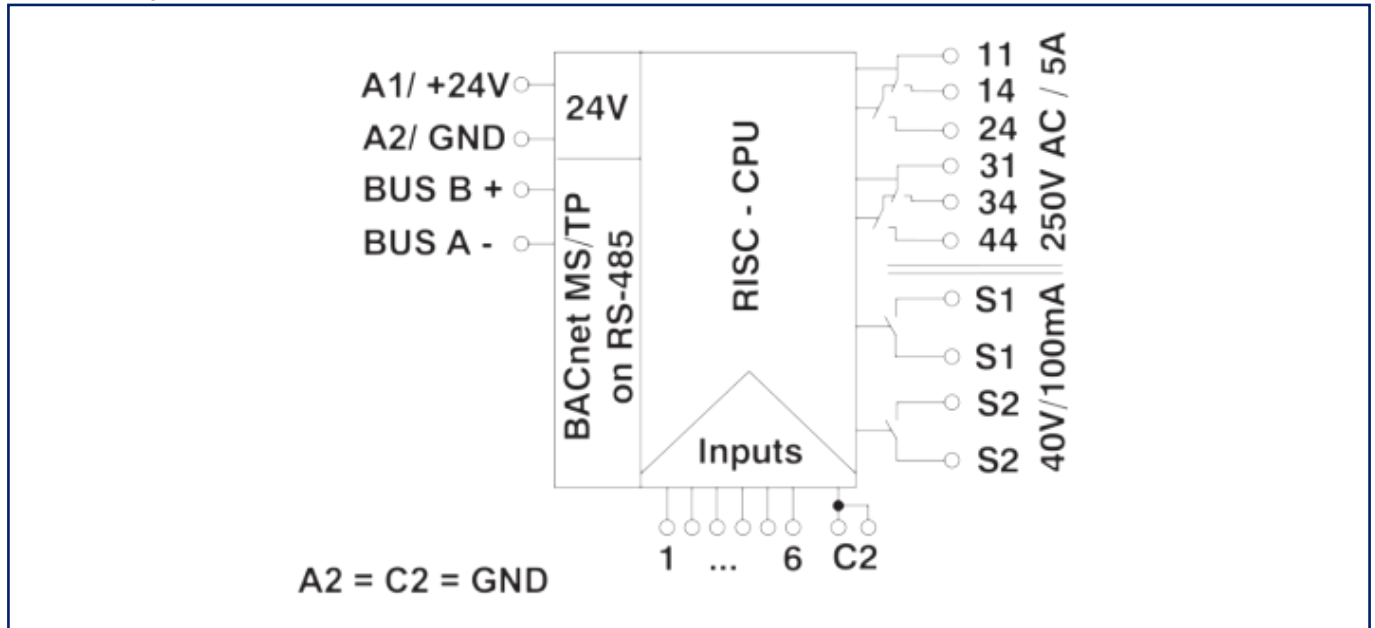 A1/ +24V
A2/ GND
BUS B +
BUS A -
24V
BACnet MS/TP
on RS-485
RISC - CPU
Inputs
11
14
24
31
34
44
250V AC / 5A
S1
S1
S2
S2
40V/100mA
1 ... 6 C2
A2 = C2 = GND